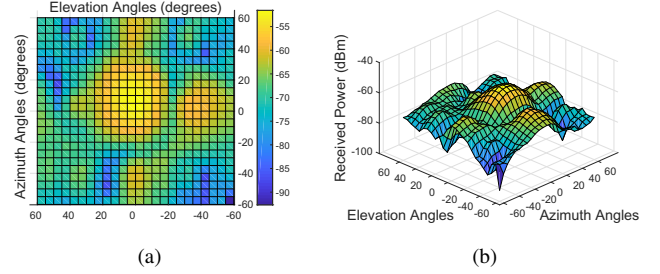 Elevation Angles (degrees)
Azimuth Angles (degrees)
60
40
20
0
-20
-40
-60
60 40 20 0 -20 -40 -60
-55
-60
-65
-70
-75
-80
-85
-90
(a)
Received Power (dBm)
-40
-60
-80
-100
60 40 20 0 -20 -40 -60
Elevation Angles
-60 -40 -20 0 20 40 60
Azimuth Angles
(b)